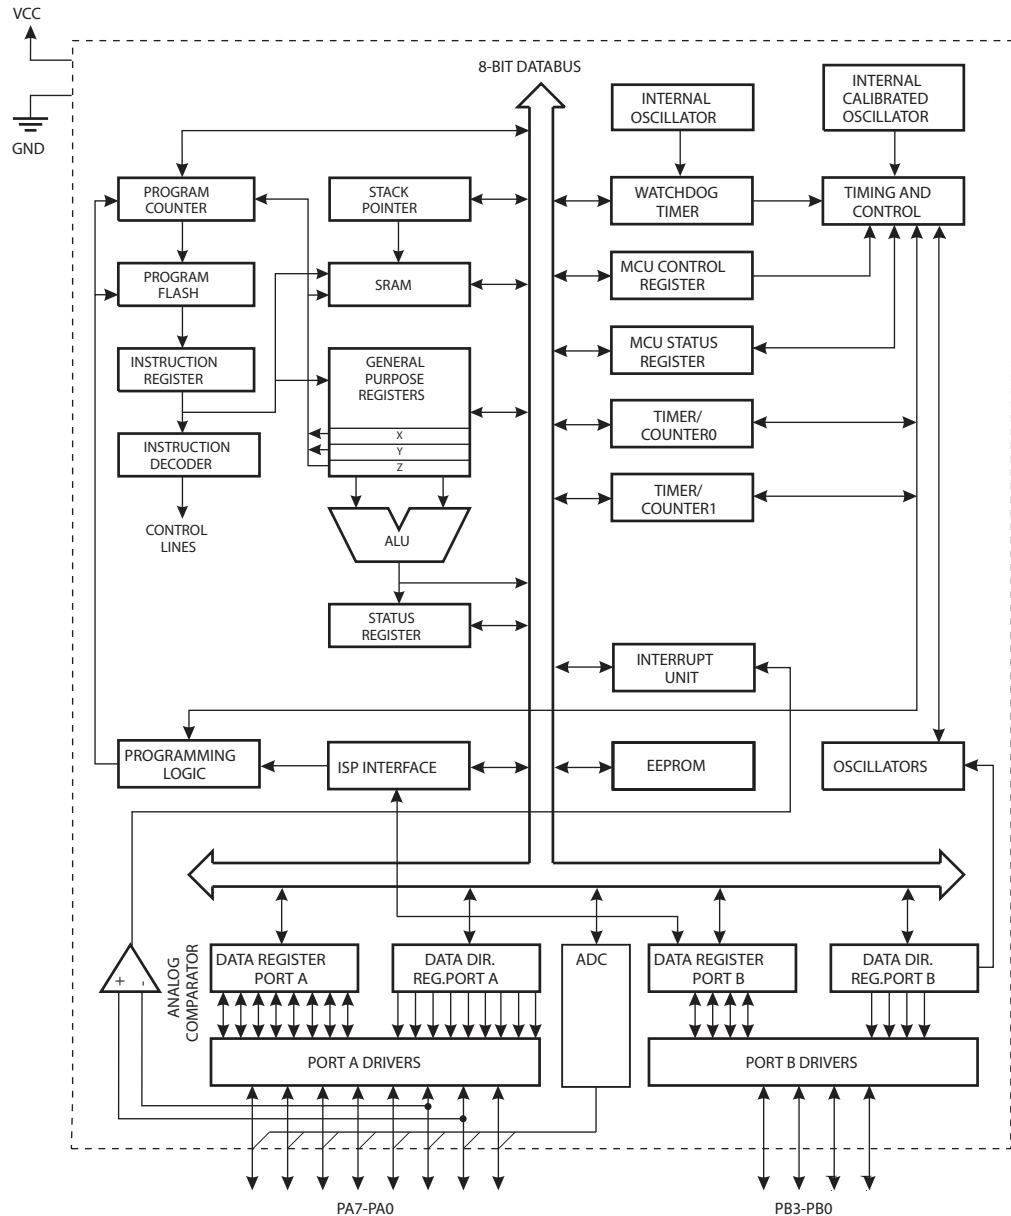 VCC
GND
8-BIT DATABUS
INTERNAL
OSCILLATOR
INTERNAL
CALIBRATED
OSCILLATOR
PROGRAM
COUNTER
STACK
POINTER
WATCHDOG
TIMER
TIMING AND
CONTROL
PROGRAM
FLASH
SRAM
MCU CONTROL
REGISTER
INSTRUCTION
REGISTER
GENERAL
PURPOSE
REGISTERS
X
Y
Z
MCU STATUS
REGISTER
INSTRUCTION
DECODER
TIMER/
COUNTER0
TIMER/
COUNTER1
CONTROL
LINES
ALU
STATUS
REGISTER
INTERRUPT
UNIT
PROGRAMMING
LOGIC
ISP INTERFACE
EEPROM
OSCILLATORS
ANALOG
COMPARATOR
+
-
DATA REGISTER
PORT A
DATA DIR.
REG.PORT A
ADC
DATA REGISTER
PORT B
DATA DIR.
REG.PORT B
PORT A DRIVERS
PORT B DRIVERS
PA7-PA0
PB3-PB0